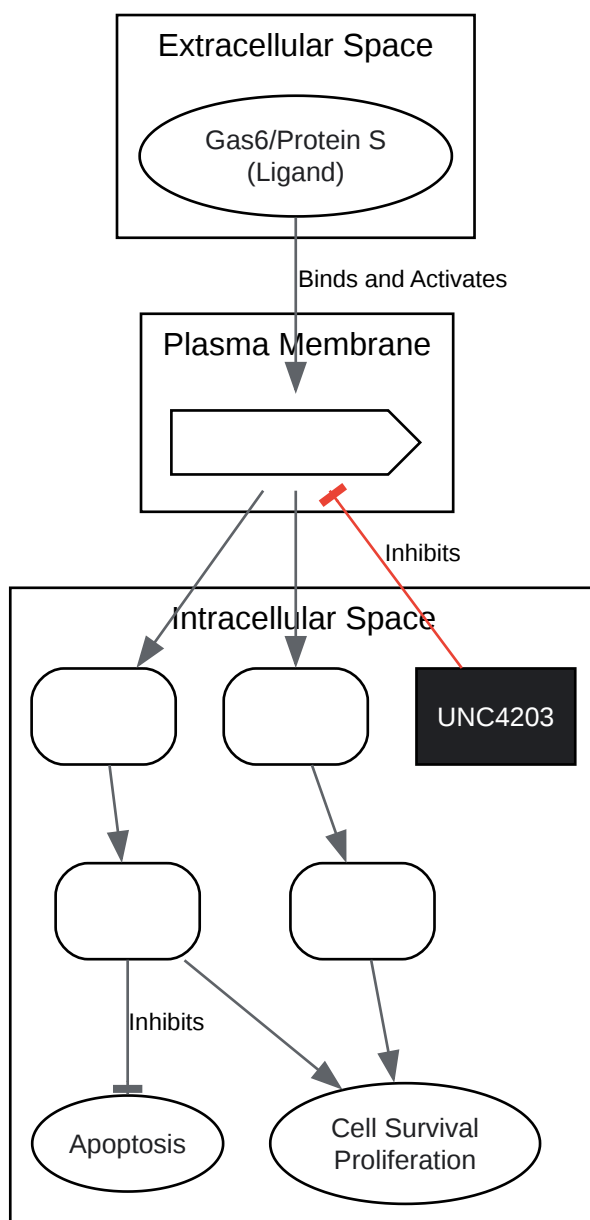 Extracellular Space
Gas6/Protein S
(Ligand)
Binds and Activates
Plasma Membrane
Inhibits
Intracellular Space
UNC4203
Inhibits
Apoptosis
Cell Survival
Proliferation